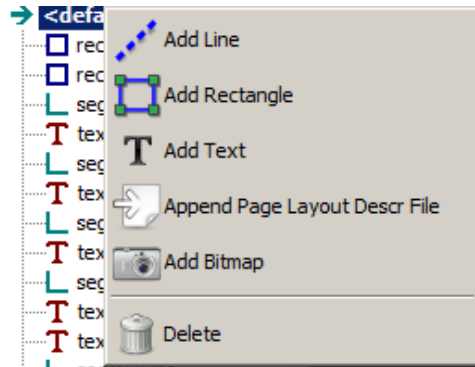 <defa
rec
Add Line
rec
seg
Add Rectangle
tex
Add Text
seg
tex
Append Page Layout Descr File
seg
tex
Add Bitmap
seg
tex
Delete
tex